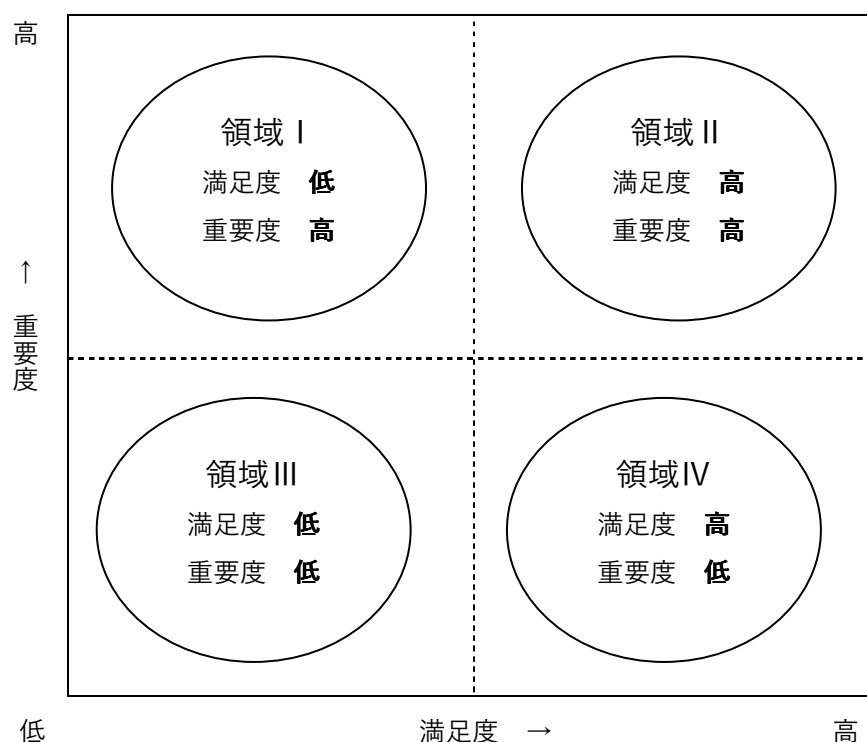 高
領域Ⅰ
満足度 低
重要度 高
領域Ⅱ
満足度 高
重要度 高
↑ 重要度
領域Ⅲ
満足度 低
重要度 低
領域Ⅳ
満足度 高
重要度 低
低
満足度 →
高